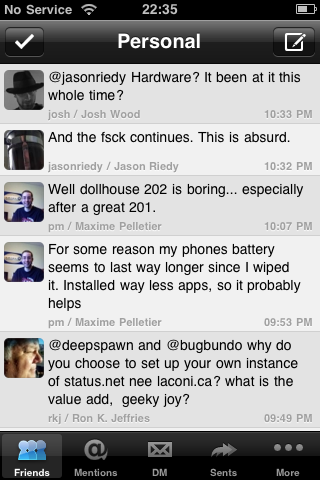 No Service 22:35
Personal
@jasonriedy Hardware? It been at it this
whole time?
josh / Josh Wood 10:33 PM
And the fsck continues. This is absurd.
jasonriedy / Jason Riedy 10:32 PM
Well dollhouse 202 is boring... especially
after a great 201.
pm / Maxime Pelletier 10:07 PM
For some reason my phones battery
seems to last way longer since I wiped
it. Installed way less apps, so it probably
helps
pm / Maxime Pelletier 09:53 PM
@deepspawn and @bugbundo why do
you choose to set up your own instance
of status.net nee laconi.ca? what is the
value add, geeky joy?
rkj / Ron K. Jeffries 09:49 PM
Friends Mentions DM Sents More